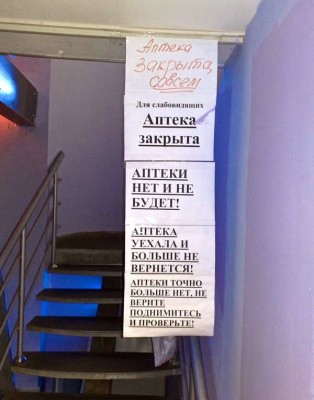 Аптека
закрыта,
совсем
Для слабовидящих
Аптека
закрыта
АПТЕКИ
НЕТ И НЕ
БУДЕТ!
АПТЕКА
УЕХАЛА И
БОЛЬШЕ НЕ
ВЕРНЕТСЯ!
АПТЕКИ ТОЧНО
БОЛЬШЕ НЕТ, НЕ
ВЕРИТЕ
ПОДНИМИТЕСЬ
И ПРОВЕРЬТЕ!